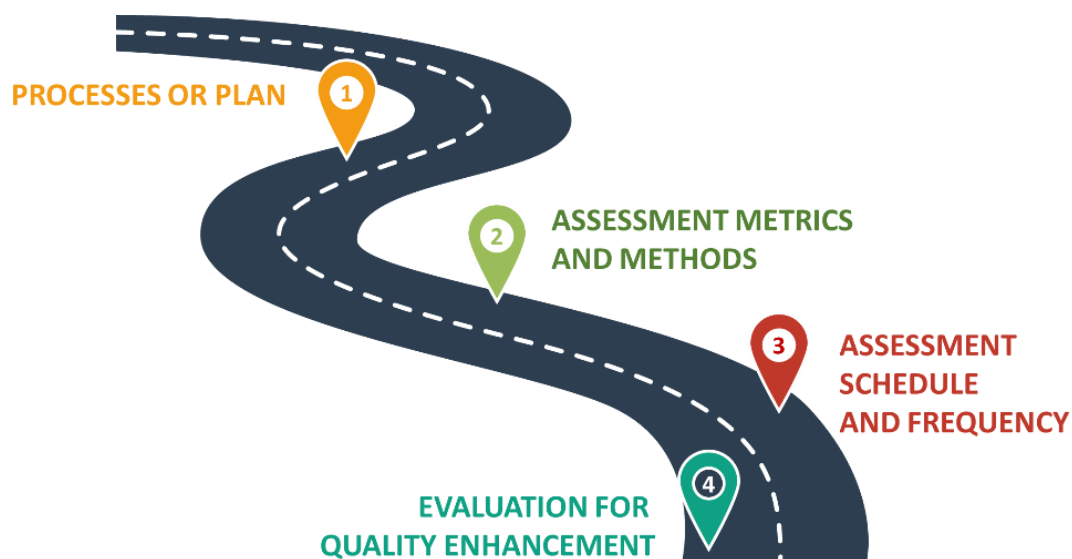 PROCESSES OR PLAN
1
2
ASSESSMENT METRICS
AND METHODS
3
ASSESSMENT
SCHEDULE
AND FREQUENCY
4
EVALUATION FOR
QUALITY ENHANCEMENT